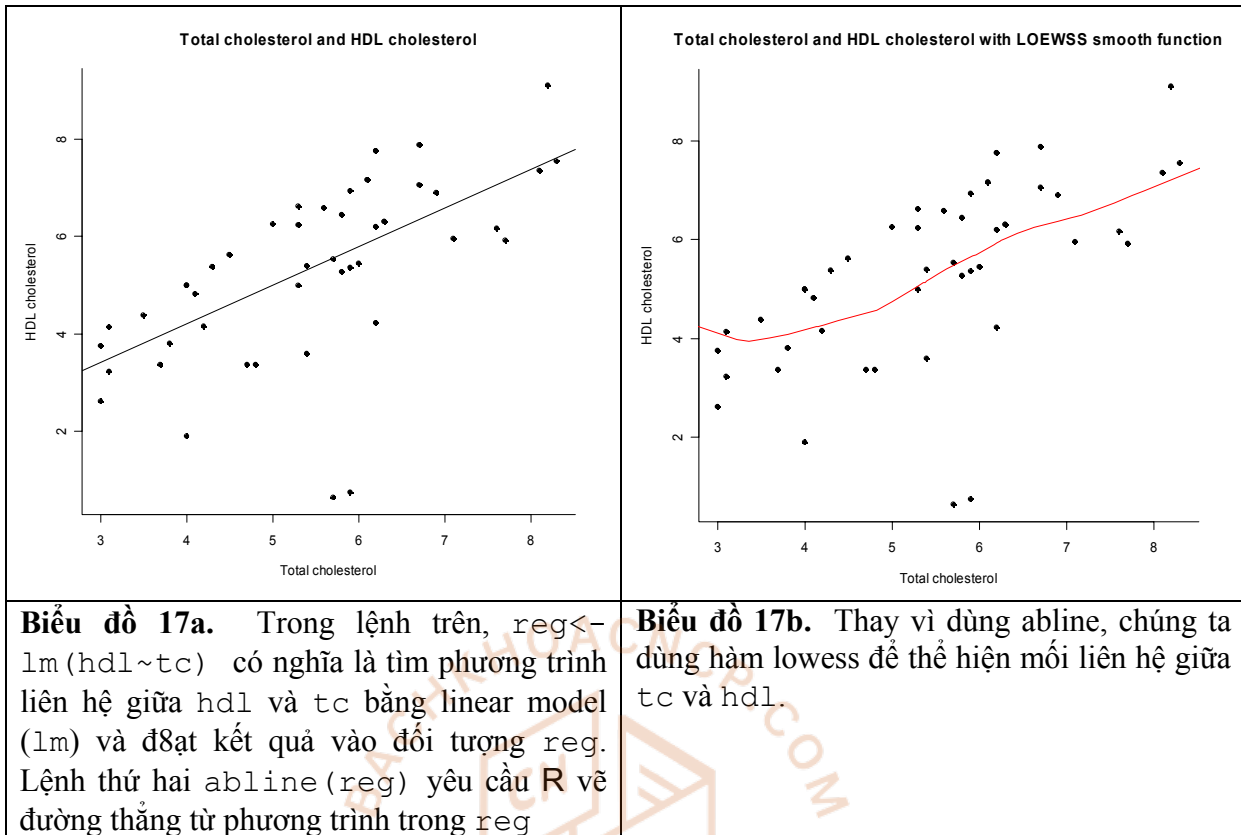 Total cholesterol and HDL cholesterol
HDL cholesterol
8
6
4
2
3 4 5 6 7 8
Total cholesterol
Total cholesterol and HDL cholesterol with LOEWSS smooth function
HDL cholesterol
8
6
4
2
3 4 5 6 7 8
Total cholesterol
Biểu đồ 17a. Trong lệnh trên, reg<-
lm(hdl~tc) có nghĩa là tìm phương trình
liên hệ giữa hdl và tc bằng linear model
(lm) và đ8ạt kết quả vào đối tượng reg.
Lệnh thứ hai abline(reg) yêu cầu R vẽ
đường thẳng từ phương trình trong reg
Biểu đồ 17b. Thay vì dùng abline, chúng ta
dùng hàm lowess để thể hiện mối liên hệ giữa
tc và hdl.
BACHKHOACNCP.COM
CN